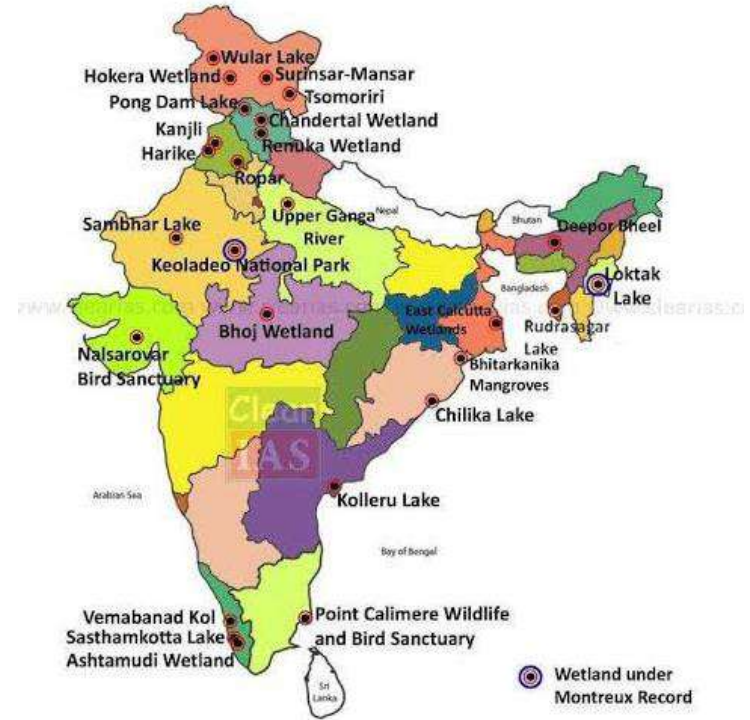 Wular Lake
Hokera Wetland
Surinsar-Mansar
Tsomoriri
Pong Dam Lake
Chandertal Wetland
Kanjli
Renuka Wetland
Harike
Ropar
Upper Ganga
River
Nepal
Bhutan
Sambhar Lake
Deepor Bheel
Keoladeo National Park
Loktak
Lake
Bangladesh
East Calcutta
Wetlands
Rudrasagar
Lake
Bhoj Wetland
Nalsarovar
Bird Sanctuary
Bhitarkanika
Mangroves
Chilika Lake
Clear
IAS
Arabian Sea
Kolleru Lake
Bay of Bengal
Vemabanad Kol
Sasthamkotta Lake
Ashtamudi Wetland
Point Calimere Wildlife
and Bird Sanctuary
Sri
Lanka
Wetland under
Montreux Record